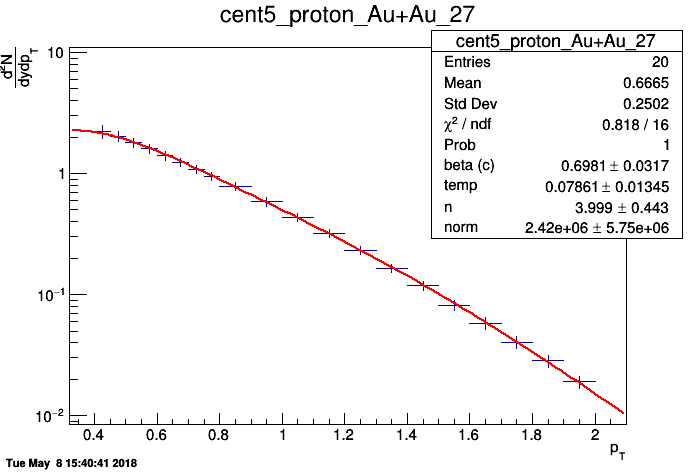 cent5_proton_Au+Au_27
d²N
dydp_T
cent5_proton_Au+Au_27
Entries 20
Mean 0.6665
Std Dev 0.2502
χ² / ndf 0.818 / 16
Prob 1
beta (c) 0.6981 ± 0.0317
temp 0.07861 ± 0.01345
n 3.999 ± 0.443
norm 2.42e+06 ± 5.75e+06
10
1
10⁻¹
10⁻²
0.4 0.6 0.8 1 1.2 1.4 1.6 1.8 2
p_T
Tue May 8 15:40:41 2018